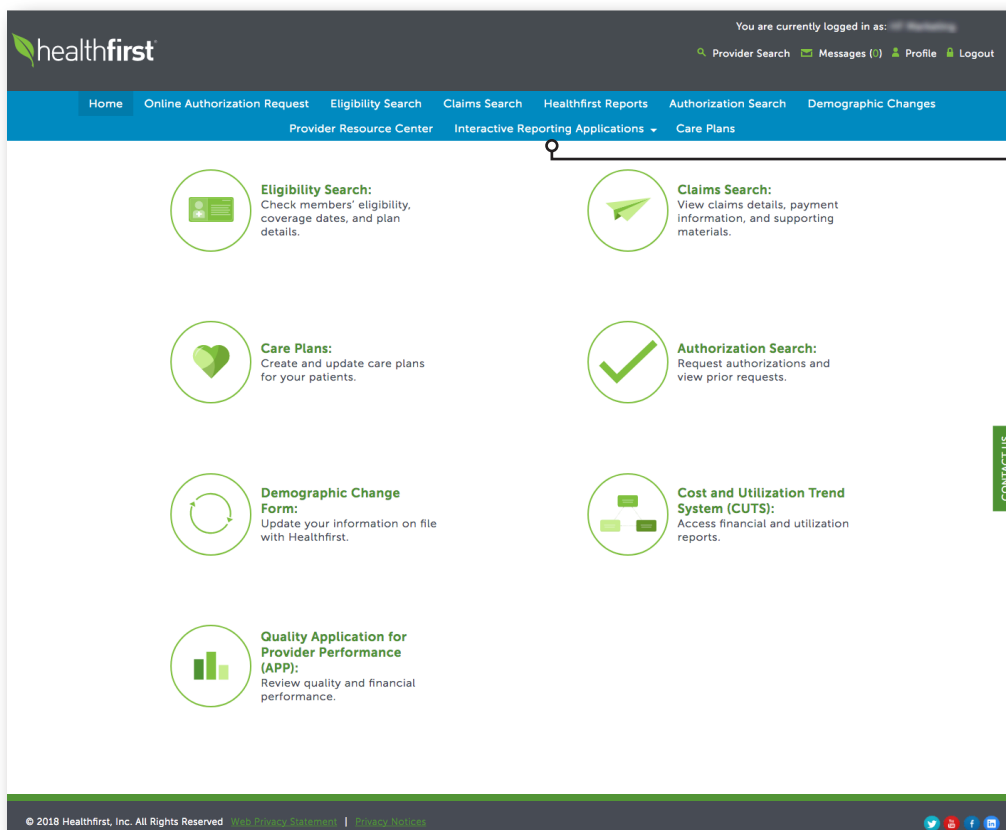 You are currently logged in as:
healthfirst
Provider Search Messages (0) Profile Logout
Home Online Authorization Request Eligibility Search Claims Search Healthfirst Reports Authorization Search Demographic Changes
Provider Resource Center Interactive Reporting Applications Care Plans
Eligibility Search:
Check members' eligibility,
coverage dates, and plan
details.
Claims Search:
View claims details, payment
information, and supporting
materials.
Care Plans:
Create and update care plans
for your patients.
Authorization Search:
Request authorizations and
view prior requests.
CONTACT US
Demographic Change
Form:
Update your information on file
with Healthfirst.
Cost and Utilization Trend
System (CUTS):
Access financial and utilization
reports.
Quality Application for
Provider Performance
(APP):
Review quality and financial
performance.
© 2018 Healthfirst, Inc. All Rights Reserved Web Privacy Statement | Privacy Notices